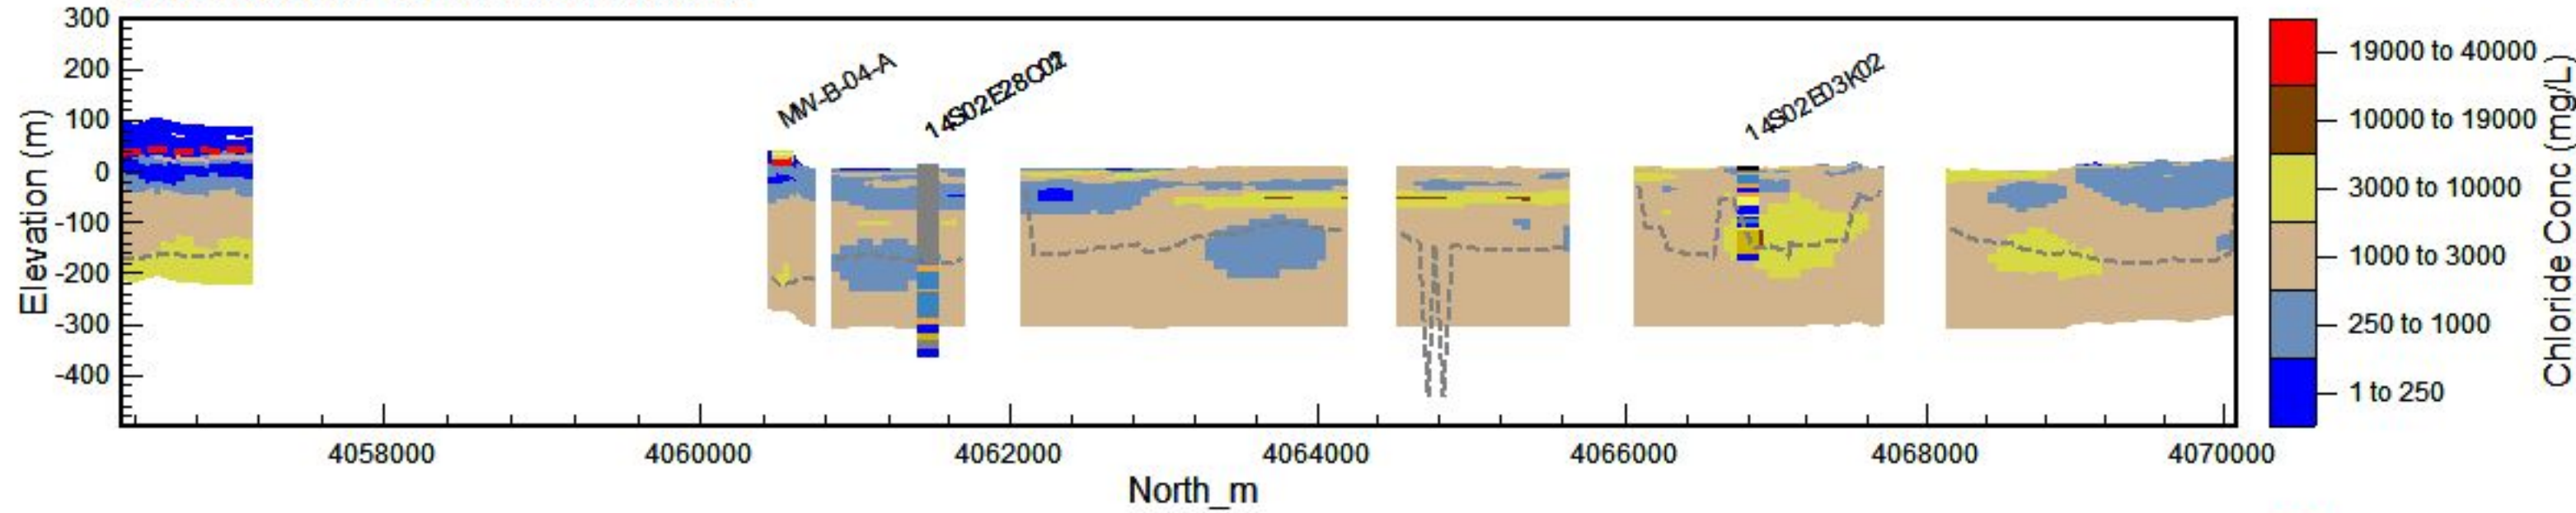 300
200
100
0
-100
-200
-300
-400
Elevation (m)
MW-B-04-A
14S02E03K02
4058000
4060000
4062000
4064000
4066000
4068000
4070000
North_m
19000 to 40000
10000 to 19000
3000 to 10000
1000 to 3000
250 to 1000
1 to 250
Chloride Conc (mg/L)